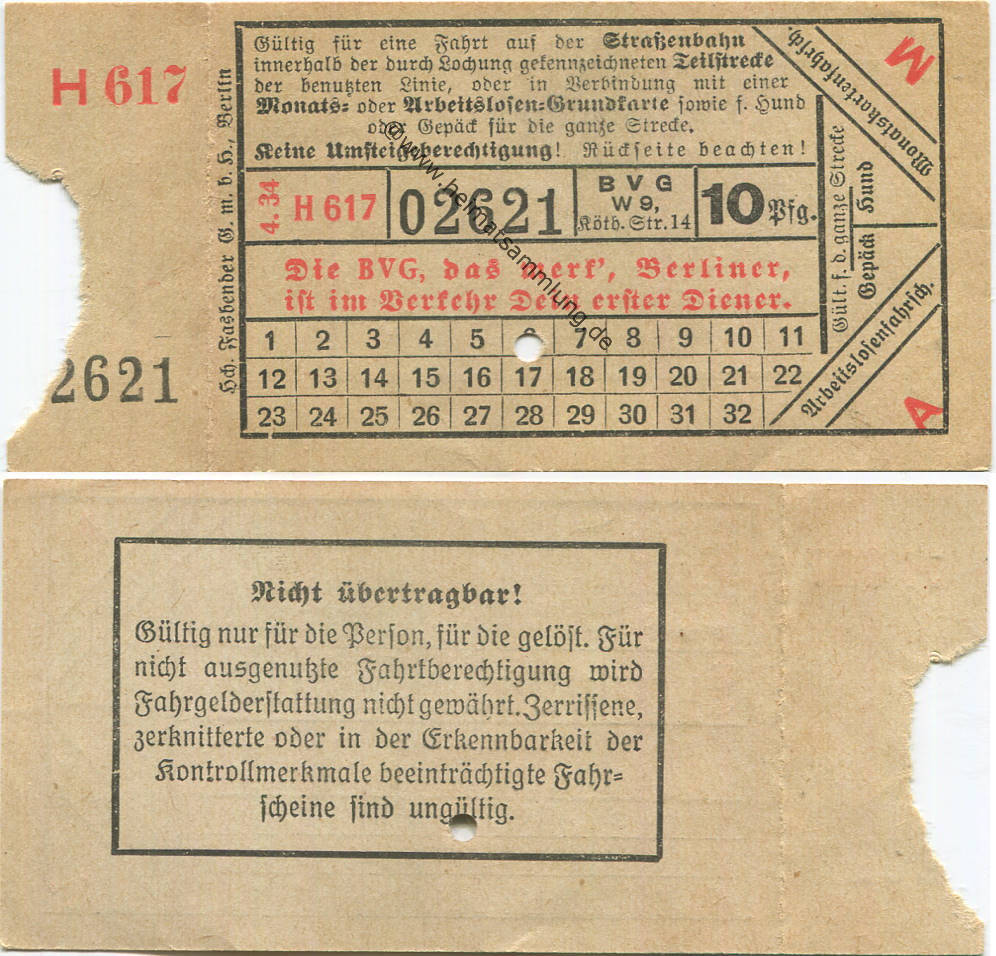 H 617
2621
Hch. Fasbender G. m. b. H., Berlin
Gültig für eine Fahrt auf der Straßenbahn
innerhalb der durch Lochung gekennzeichneten Teilstrecke
der benutzten Linie, oder in Verbindung mit einer
Monats- oder Arbeitslosen-Grundkarte sowie f. Hund
oder Gepäck für die ganze Strecke.
Keine Umsteigeberechtigung! Rückseite beachten!
4. 34 H 617
02621
B V G
W 9,
Köth. Str. 14
10 Pfg.
Die BVG, das merk', Berliner,
ist im Verkehr Dein erster Diener.
1 2 3 4 5 6 7 8 9 10 11
12 13 14 15 16 17 18 19 20 21 22
23 24 25 26 27 28 29 30 31 32
Monatskartenfahrsch.
M
Gült. f. d. ganze Strecke
Gepäck Hund
Arbeitslosenfahrsch.
A
@www.heimatsammlung.de
Nicht übertragbar!
Gültig nur für die Person, für die gelöst. Für
nicht ausgenutzte Fahrtberechtigung wird
Fahrgelderstattung nicht gewährt. Zerrissene,
zerknitterte oder in der Erkennbarkeit der
Kontrollmerkmale beeinträchtigte Fahr-
scheine sind ungültig.